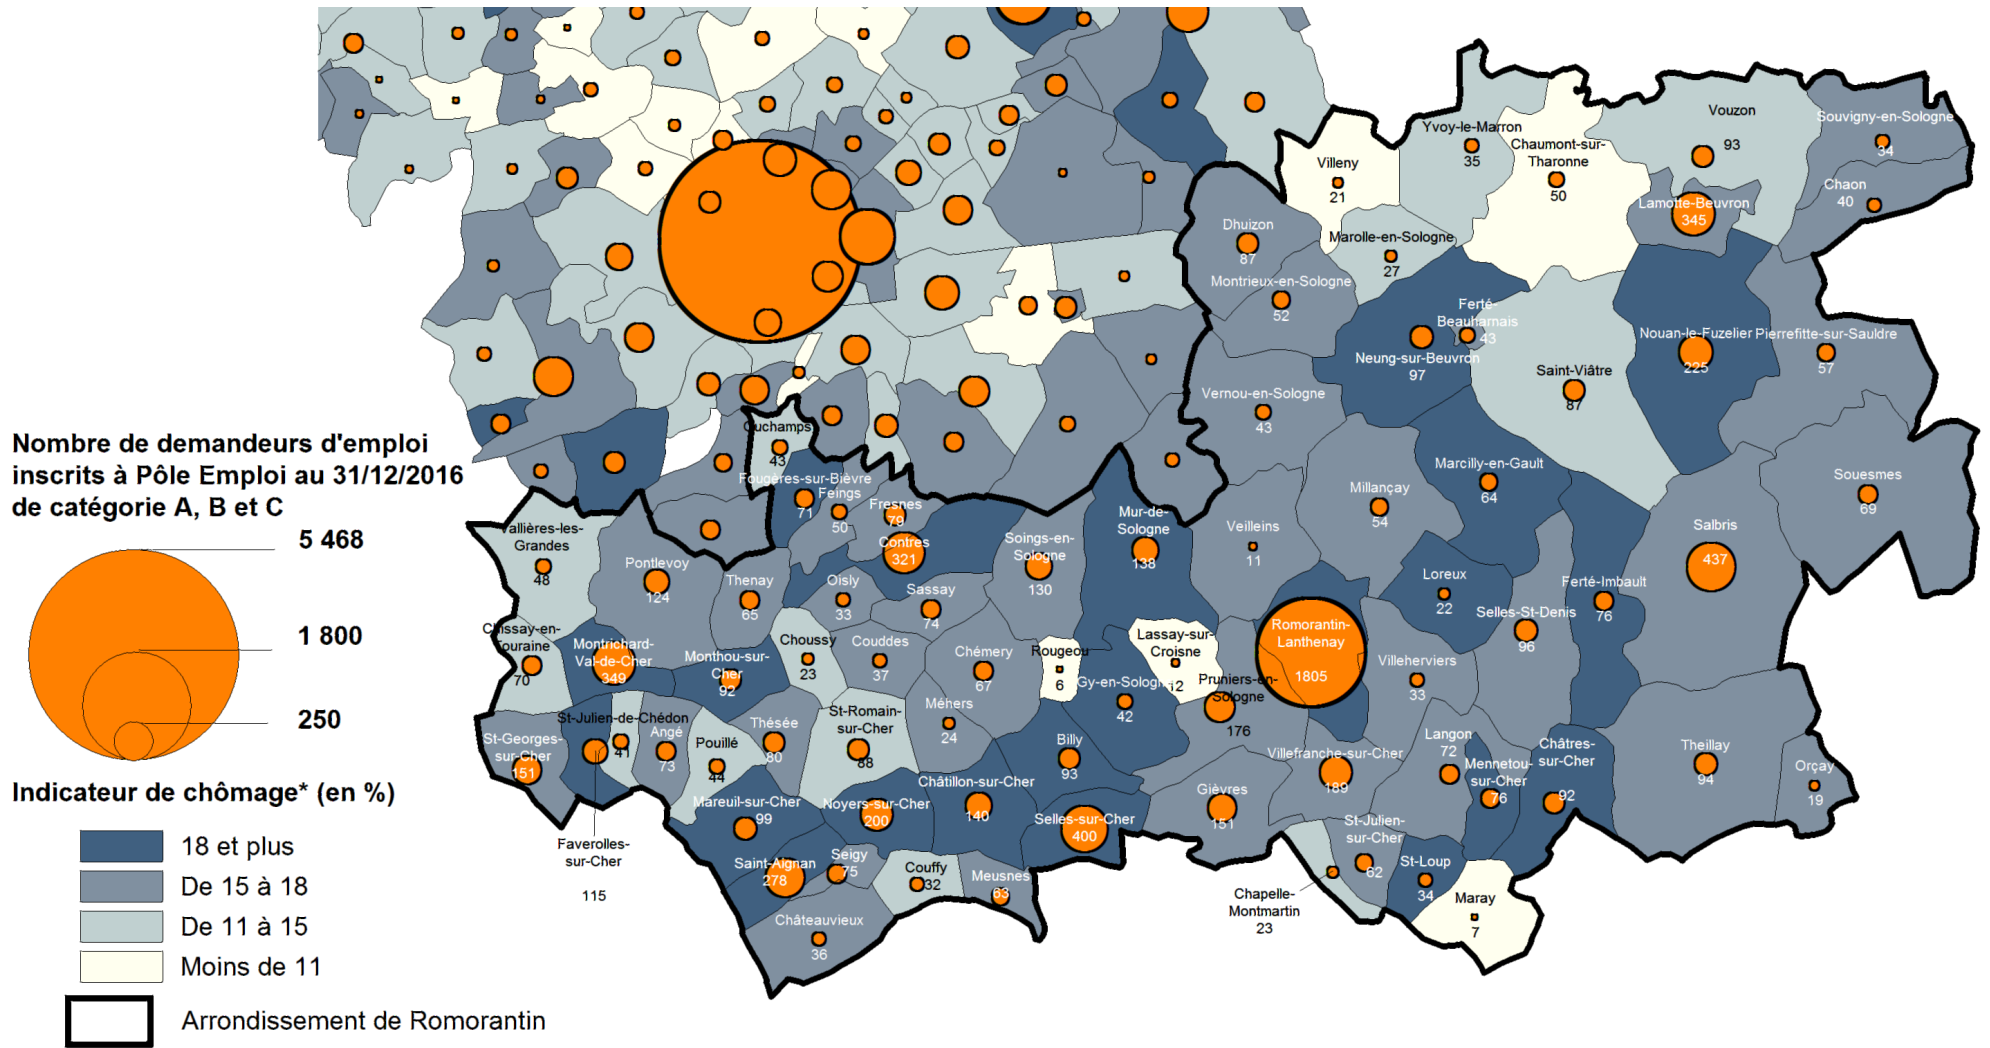 Nombre de demandeurs d'emploi
inscrits à Pôle Emploi au 31/12/2016
de catégorie A, B et C
5 468
1 800
250
Indicateur de chômage* (en %)
18 et plus
De 15 à 18
De 11 à 15
Moins de 11
Arrondissement de Romorantin
Villeny
21
Yvoy-le-Marron
35
Chaumont-sur-
Tharonne
50
Vouzon
93
Souvigny-en-Sologne
34
Chaon
40
Lamotte-Beuvron
345
Dhuizon
87
Marolle-en-Sologne
27
Montrieux-en-Sologne
52
Ferté-
Beauharnais
43
Neung-sur-Beuvron
97
Saint-Viâtre
87
Nouan-le-Fuzelier
225
Pierrefitte-sur-Sauldre
57
Vernou-en-Sologne
43
Ouchamps
43
Fougères-sur-Bièvre
71
Feings
50
Fresnes
79
Contres
321
Soings-en-
Sologne
130
Mur-de-
Sologne
138
Veilleins
11
Millançay
54
Marcilly-en-Gault
64
Salbris
437
Souesmes
69
Vallières-les-
Grandes
48
Pontlevoy
124
Thenay
65
Oisly
33
Sassay
74
Loreux
22
Selles-St-Denis
96
Ferté-Imbault
76
Chissay-en-
Touraine
70
Montrichard-
Val-de-Cher
349
Monthou-sur-
Cher
92
Choussy
23
Couddes
37
Chémery
67
Rougeou
6
Lassay-sur-
Croisne
12
Romorantin-
Lanthenay
1805
Villeherviers
33
Gy-en-Sologne
42
Pruniers-en-
Sologne
176
St-Georges-
sur-Cher
151
St-Julien-de-Chédon
41
Angé
73
Pouillé
44
Thésée
80
St-Romain-
sur-Cher
88
Méhers
24
Billy
93
Villefranche-sur-Cher
189
Langon
72
Mennetou-
sur-Cher
76
Châtres-
sur-Cher
92
Theillay
94
Orçay
19
Faverolles-
sur-Cher
115
Mareuil-sur-Cher
99
Noyers-sur-Cher
200
Châtillon-sur-Cher
140
Selles-sur-Cher
400
Gièvres
151
St-Julien-
sur-Cher
62
Saint-Aignan
278
Seigy
75
Couffy
32
Meusnes
63
Chapelle-
Montmartin
23
St-Loup
34
Maray
7
Châteauvieux
36